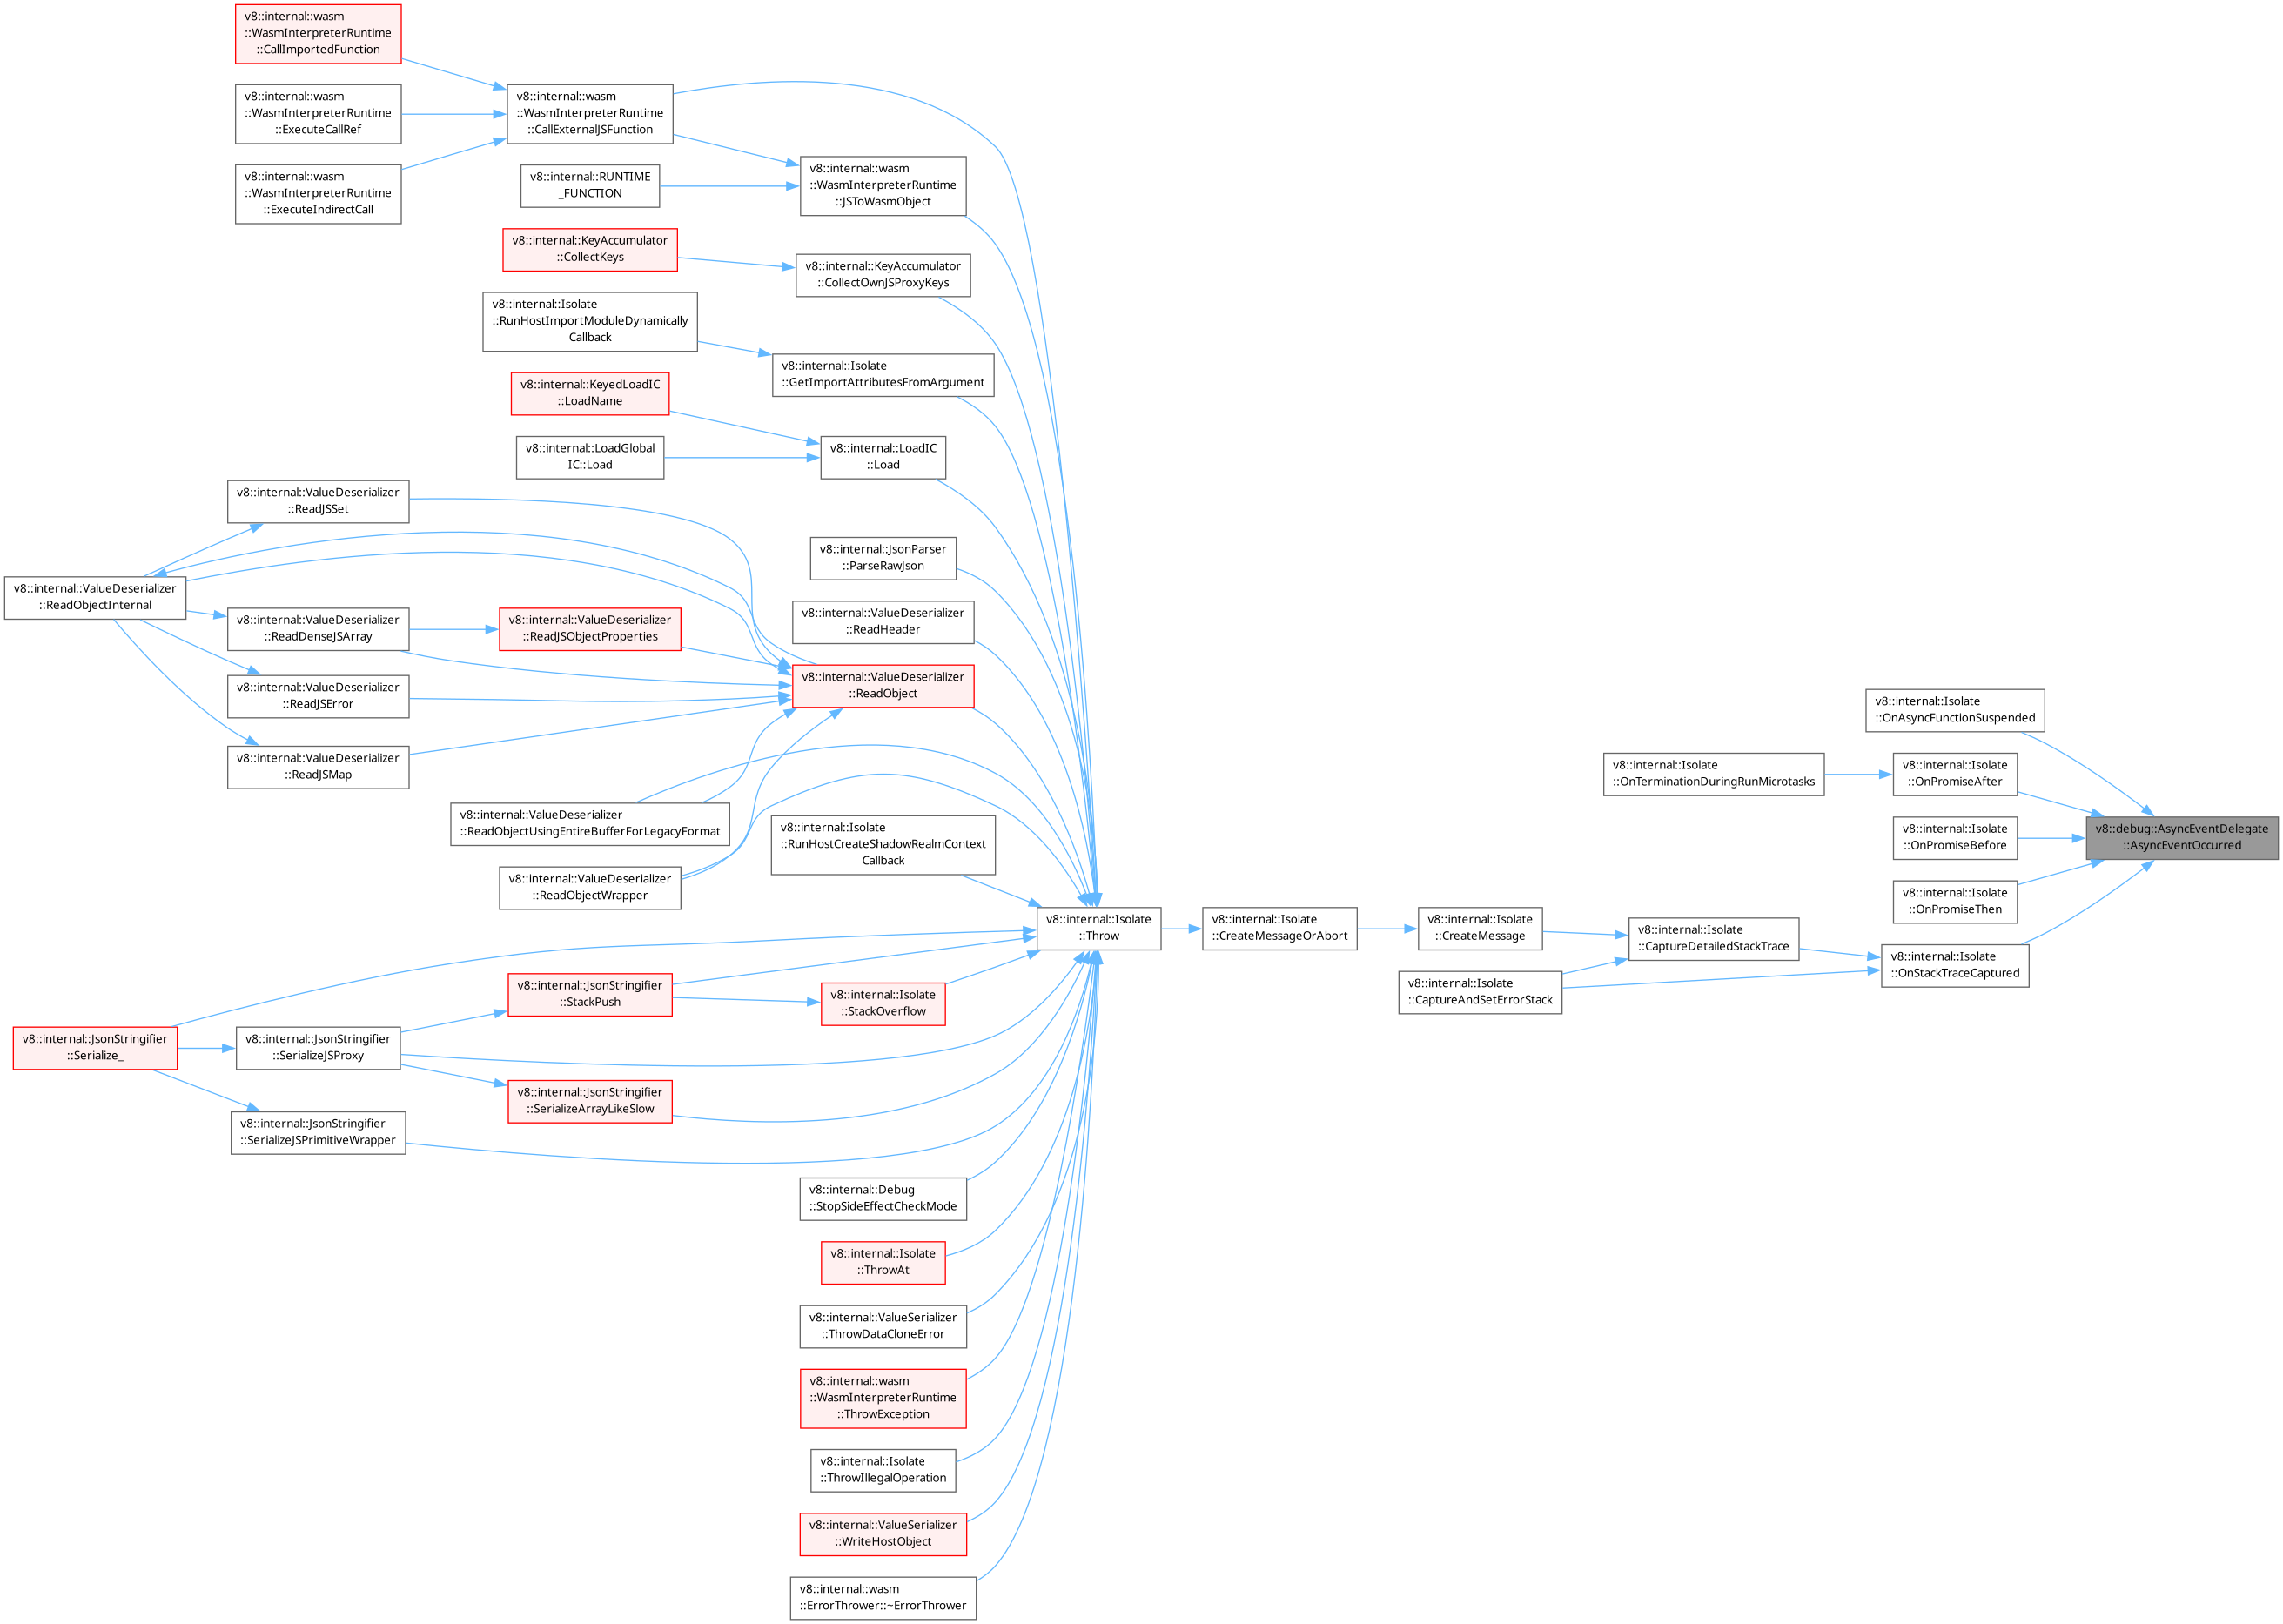 v8::internal::wasm
::WasmInterpreterRuntime
::CallImportedFunction
v8::internal::wasm
::WasmInterpreterRuntime
::ExecuteCallRef
v8::internal::wasm
::WasmInterpreterRuntime
::ExecuteIndirectCall
v8::internal::wasm
::WasmInterpreterRuntime
::CallExternalJSFunction
v8::internal::RUNTIME
_FUNCTION
v8::internal::wasm
::WasmInterpreterRuntime
::JSToWasmObject
v8::internal::KeyAccumulator
::CollectKeys
v8::internal::KeyAccumulator
::CollectOwnJSProxyKeys
v8::internal::Isolate
::RunHostImportModuleDynamically
Callback
v8::internal::Isolate
::GetImportAttributesFromArgument
v8::internal::KeyedLoadIC
::LoadName
v8::internal::LoadGlobal
IC::Load
v8::internal::LoadIC
::Load
v8::internal::ValueDeserializer
::ReadJSSet
v8::internal::JsonParser
::ParseRawJson
v8::internal::ValueDeserializer
::ReadObjectInternal
v8::internal::ValueDeserializer
::ReadHeader
v8::internal::ValueDeserializer
::ReadDenseJSArray
v8::internal::ValueDeserializer
::ReadJSObjectProperties
v8::internal::ValueDeserializer
::ReadJSError
v8::internal::ValueDeserializer
::ReadObject
v8::internal::ValueDeserializer
::ReadJSMap
v8::internal::ValueDeserializer
::ReadObjectUsingEntireBufferForLegacyFormat
v8::internal::Isolate
::RunHostCreateShadowRealmContext
Callback
v8::internal::ValueDeserializer
::ReadObjectWrapper
v8::internal::Isolate
::Throw
v8::internal::Isolate
::CreateMessageOrAbort
v8::internal::Isolate
::CreateMessage
v8::internal::Isolate
::CaptureDetailedStackTrace
v8::internal::Isolate
::CaptureAndSetErrorStack
v8::internal::Isolate
::OnTerminationDuringRunMicrotasks
v8::internal::Isolate
::OnAsyncFunctionSuspended
v8::internal::Isolate
::OnPromiseAfter
v8::internal::Isolate
::OnPromiseBefore
v8::internal::Isolate
::OnPromiseThen
v8::internal::Isolate
::OnStackTraceCaptured
v8::debug::AsyncEventDelegate
::AsyncEventOccurred
v8::internal::JsonStringifier
::StackPush
v8::internal::Isolate
::StackOverflow
v8::internal::JsonStringifier
::Serialize_
v8::internal::JsonStringifier
::SerializeJSProxy
v8::internal::JsonStringifier
::SerializeArrayLikeSlow
v8::internal::JsonStringifier
::SerializeJSPrimitiveWrapper
v8::internal::Debug
::StopSideEffectCheckMode
v8::internal::Isolate
::ThrowAt
v8::internal::ValueSerializer
::ThrowDataCloneError
v8::internal::wasm
::WasmInterpreterRuntime
::ThrowException
v8::internal::Isolate
::ThrowIllegalOperation
v8::internal::ValueSerializer
::WriteHostObject
v8::internal::wasm
::ErrorThrower::~ErrorThrower